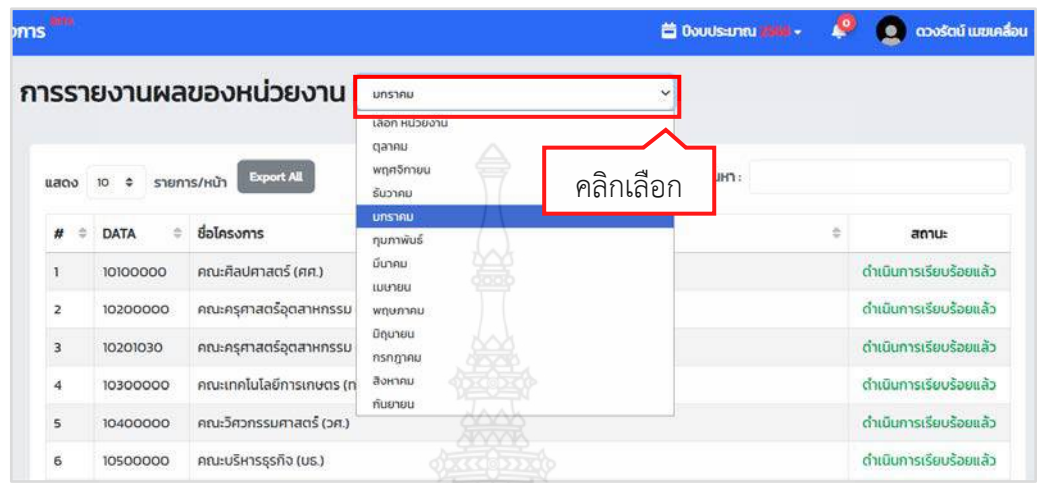 การ BETA ปีงบประมาณ 2568 0 ดวงรัตน์ เมฆเคลื่อน
การรายงานผลของหน่วยงาน มกราคม
เลือก หน่วยงาน
ตุลาคม
พฤศจิกายน
ธันวาคม
มกราคม
กุมภาพันธ์
มีนาคม
เมษายน
พฤษภาคม
มิถุนายน
กรกฎาคม
สิงหาคม
กันยายน
คลิกเลือก
แสดง 10 รายการ/หน้า Export All นหา :
# DATA ชื่อโครงการ สถานะ
1 10100000 คณะศิลปศาสตร์ (ศศ.) ดำเนินการเรียบร้อยแล้ว
2 10200000 คณะครุศาสตร์อุตสาหกรรม ดำเนินการเรียบร้อยแล้ว
3 10201030 คณะครุศาสตร์อุตสาหกรรม ดำเนินการเรียบร้อยแล้ว
4 10300000 คณะเทคโนโลยีการเกษตร (ท ดำเนินการเรียบร้อยแล้ว
5 10400000 คณะวิศวกรรมศาสตร์ (วศ.) ดำเนินการเรียบร้อยแล้ว
6 10500000 คณะบริหารธุรกิจ (บธ.) ดำเนินการเรียบร้อยแล้ว